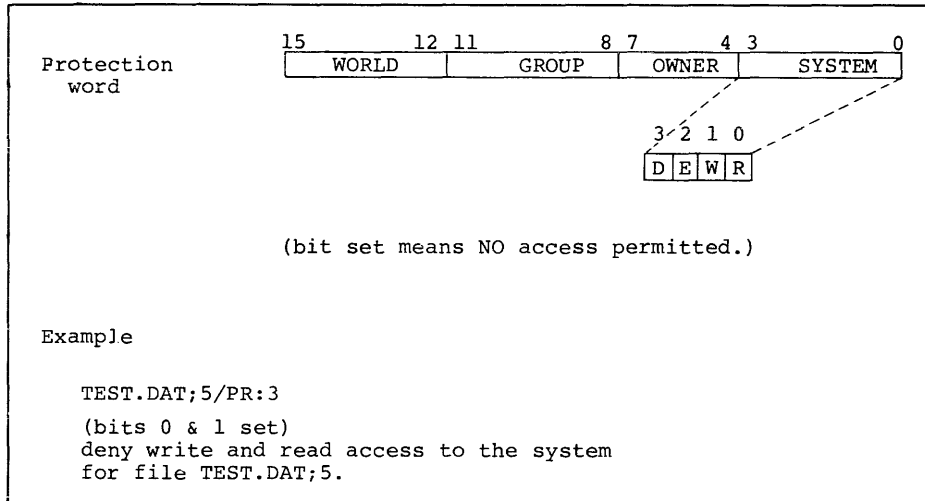 15 12 11 8 7 4 3 0
Protection WORLD GROUP OWNER SYSTEM
word
3 2 1 0
D E W R
(bit set means NO access permitted.)
Example
TEST.DAT;5/PR:3
(bits 0 & 1 set)
deny write and read access to the system
for file TEST.DAT;5.